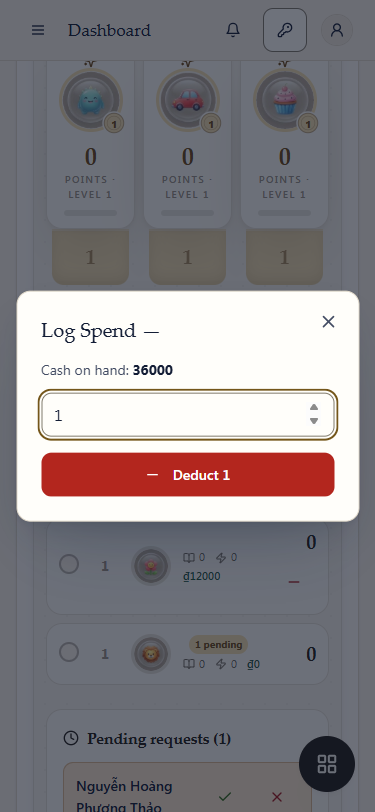 Dashboard
1 1 1
0 0 0
POINTS · POINTS · POINTS ·
LEVEL 1 LEVEL 1 LEVEL 1
1 1 1
Log Spend —
Cash on hand: 36000
1
— Deduct 1
0
1
0 0
₫12000
1 pending
1
0 0 ₫0
0
Pending requests (1)
Nguyễn Hoàng
Phương Thảo